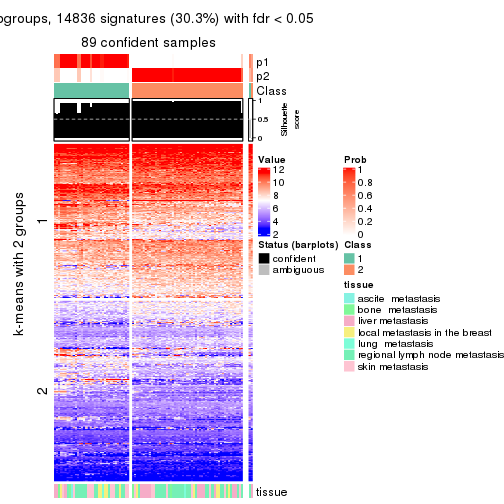 ogroups, 14836 signatures (30.3%) with fdr < 0.05
89 confident samples
p1
p2
Class
1
0.5
0
Silhouette
score
k-means with 2 groups
1
2
tissue
Value
12
10
8
6
4
2
Prob
1
0.8
0.6
0.4
0.2
0
Status (barplots)
confident
ambiguous
Class
1
2
tissue
ascite metastasis
bone metastasis
liver metastasis
local metastasis in the breast
lung metastasis
regional lymph node metastasis
skin metastasis